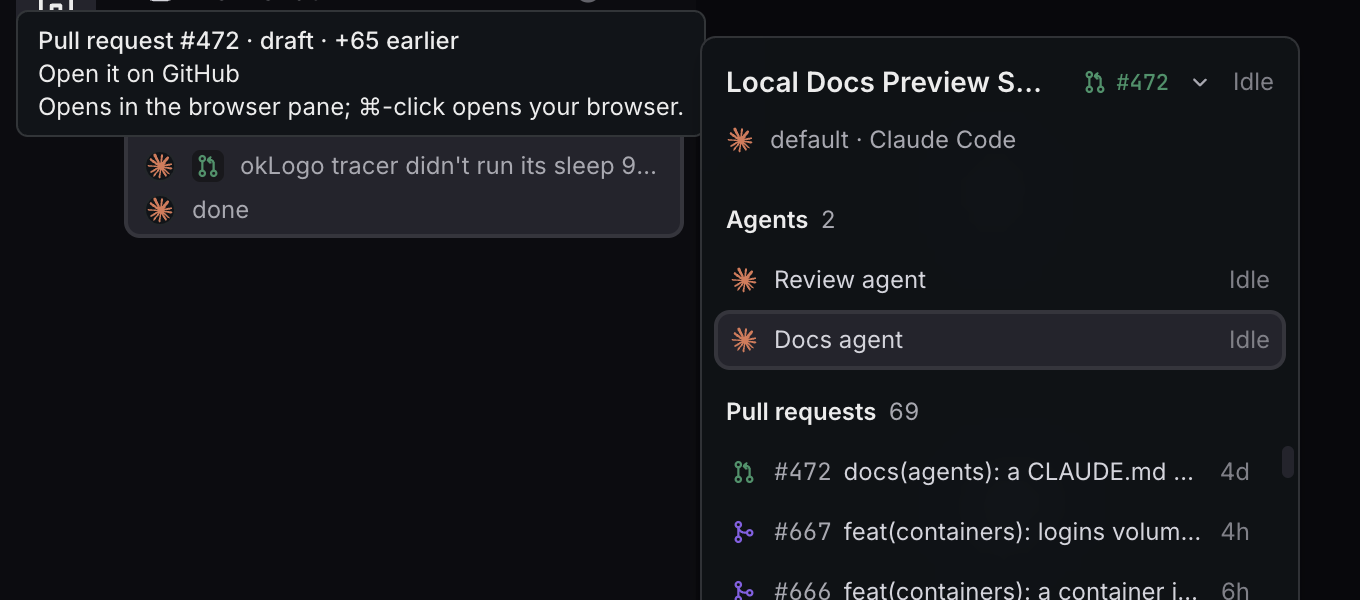 Pull request #472 · draft · +65 earlier
Open it on GitHub
Opens in the browser pane; ⌘-click opens your browser.
okLogo tracer didn't run its sleep 9...
done
Local Docs Preview S... #472 Idle
default · Claude Code
Agents 2
Review agent Idle
Docs agent Idle
Pull requests 69
#472 docs(agents): a CLAUDE.md ... 4d
#667 feat(containers): logins volum... 4h
#666 feat(containers): a container i... 6h